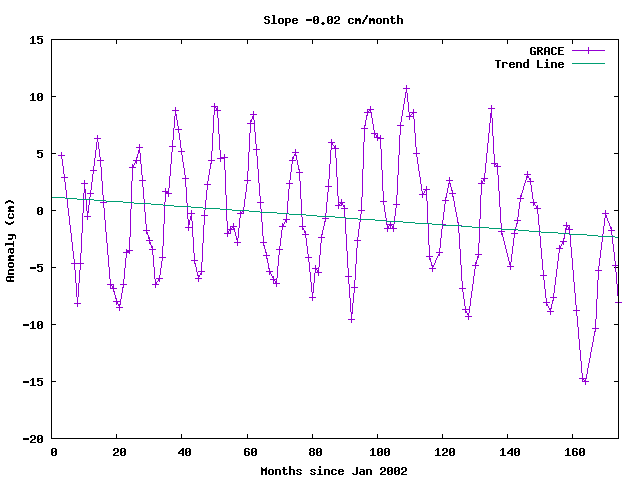 Slope -0.02 cm/month
15
GRACE
Trend Line
10
5
0
-5
-10
-15
-20
Anomaly (cm)
0 20 40 60 80 100 120 140 160
Months since Jan 2002